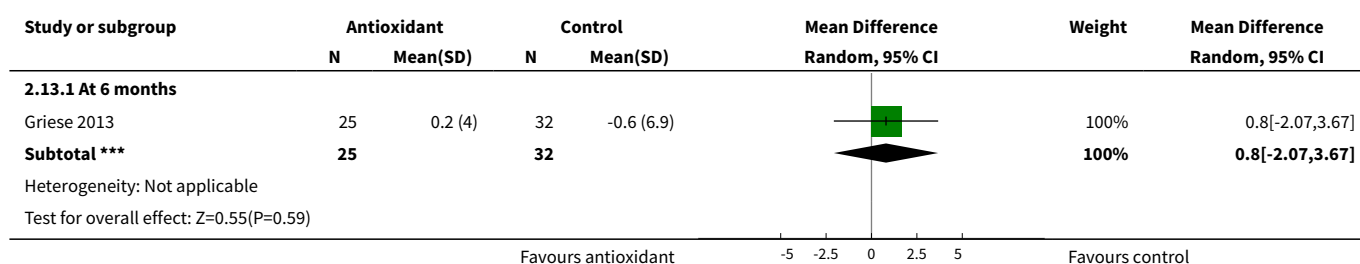 Study or subgroup Antioxidant Control Mean Difference Weight Mean Difference
N Mean(SD) N Mean(SD) Random, 95% CI Random, 95% CI
2.13.1 At 6 months
Griese 2013 25 0.2 (4) 32 -0.6 (6.9) 100% 0.8[-2.07,3.67]
Subtotal *** 25 32 100% 0.8[-2.07,3.67]
Heterogeneity: Not applicable
Test for overall effect: Z=0.55(P=0.59)
Favours antioxidant -5 -2.5 0 2.5 5 Favours control